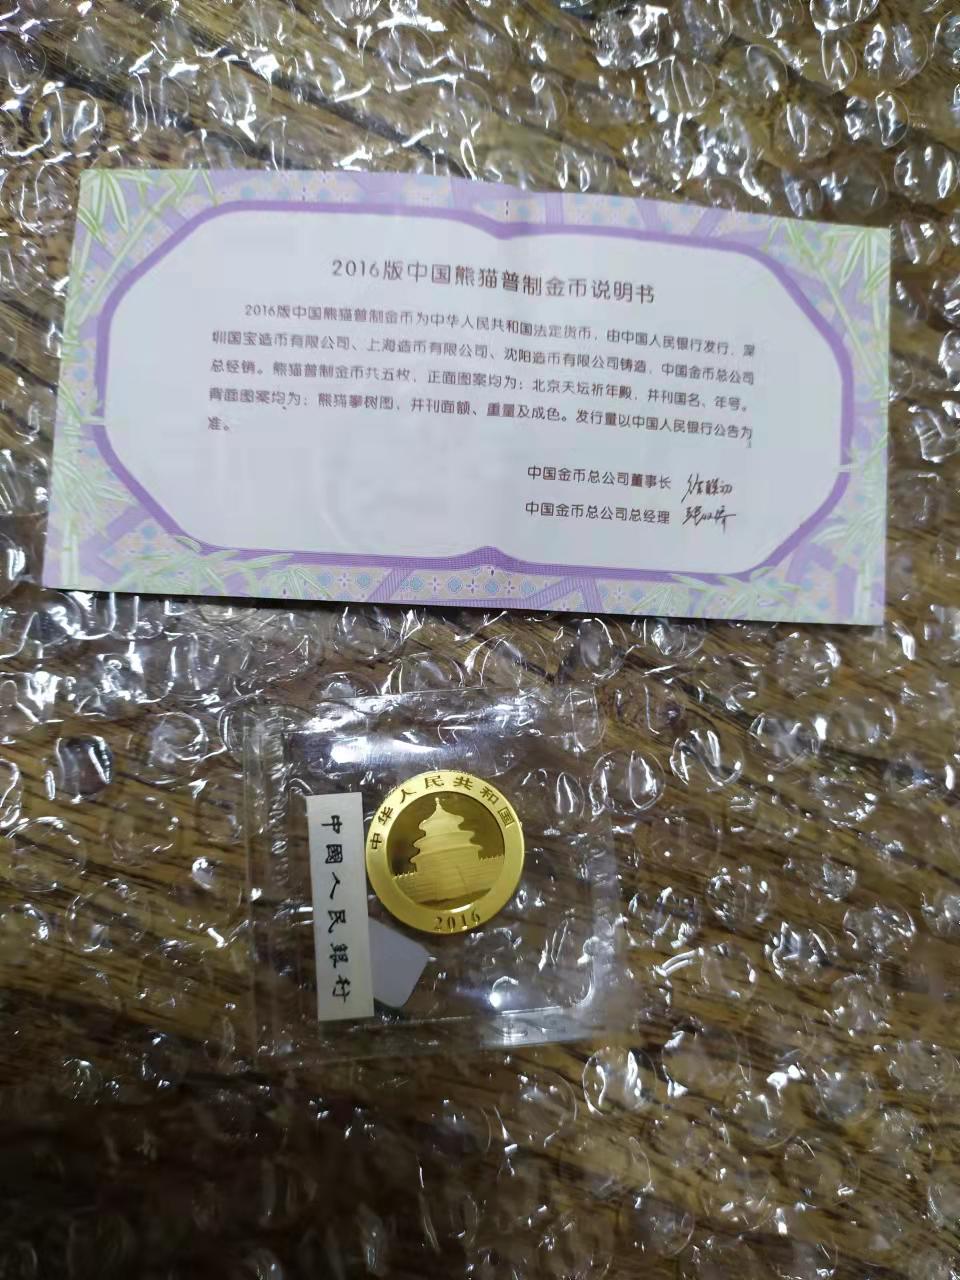 2016版中国熊猫普制金币说明书
2016版中国熊猫普制金币为中华人民共和国法定货币，由中国人民银行发行，深
圳国宝造币有限公司、上海造币有限公司、沈阳造币有限公司铸造，中国金币总公司
总经销。熊猫普制金币共五枚，正面图案均为：北京天坛祈年殿，并刊国名、年号。
背面图案均为：熊猫攀树图，并刊面额、重量及成色。发行量以中国人民银行公告为
准。
中国金币总公司董事长
中国金币总公司总经理
中华人民共和国
2016
中國人民銀行